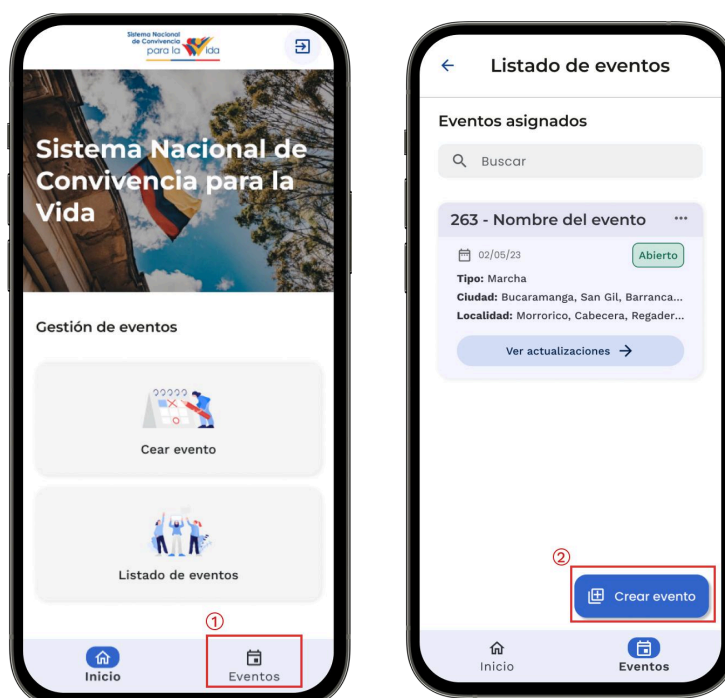 Sistema Nacional
de Convivencia
para la Vida
Sistema Nacional de
Convivencia para la
Vida
Gestión de eventos
Cear evento
Listado de eventos
①
Inicio
Eventos
Listado de eventos
Eventos asignados
Buscar
263 - Nombre del evento
02/05/23
Abierto
Tipo: Marcha
Ciudad: Bucaramanga, San Gil, Barranca...
Localidad: Morrorico, Cabecera, Regader...
Ver actualizaciones →
②
Crear evento
Inicio
Eventos